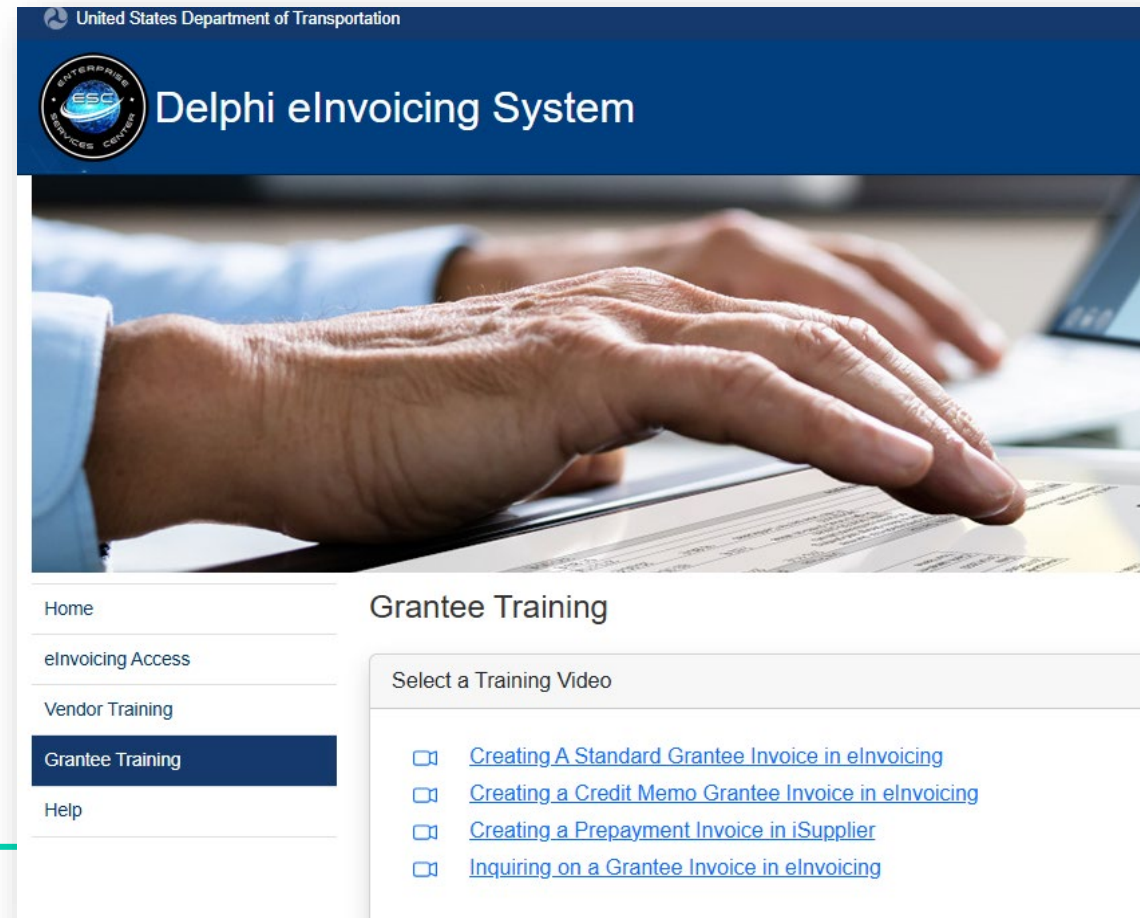 United States Department of Transportation
ENTERPRISE
ESC
SERVICES CENTER
Delphi eInvoicing System
Home
eInvoicing Access
Vendor Training
Grantee Training
Help
Grantee Training
Select a Training Video
Creating A Standard Grantee Invoice in eInvoicing
Creating a Credit Memo Grantee Invoice in eInvoicing
Creating a Prepayment Invoice in iSupplier
Inquiring on a Grantee Invoice in eInvoicing